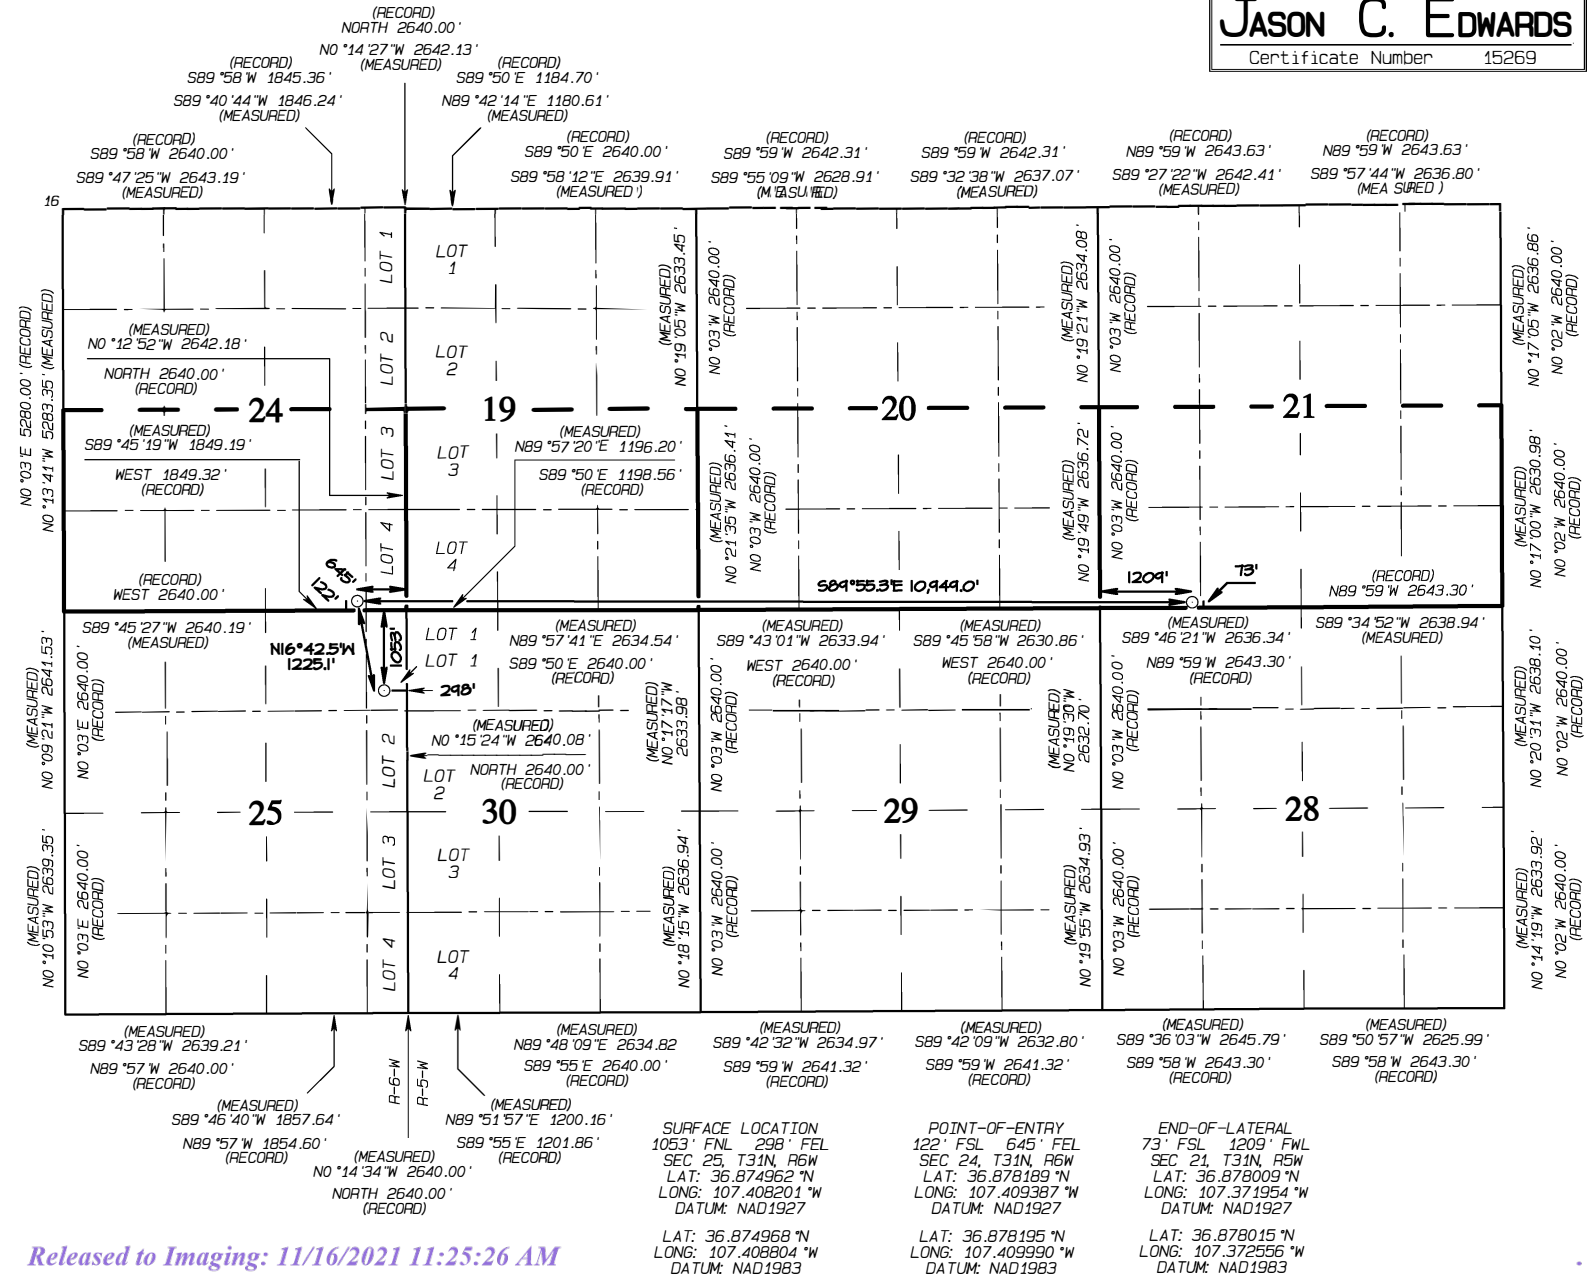 JASON C. EDWARDS
Certificate Number 15269
(RECORD)
NORTH 2640.00'
N0°14'27"W 2642.13'
(MEASURED)
(RECORD)
S89°58'W 1845.36'
S89°40'44"W 1846.24'
(MEASURED)
(RECORD)
S89°50'E 1184.70'
N89°42'14"E 1180.61'
(MEASURED)
(RECORD)
S89°58'W 2640.00'
S89°47'25"W 2643.19'
(MEASURED)
(RECORD)
S89°50'E 2640.00'
S89°58'12"E 2639.91'
(MEASURED')
(RECORD)
S89°59'W 2642.31'
S89°55'09"W 2628.91'
(MEASURED)
(RECORD)
S89°59'W 2642.31'
S89°32'38"W 2637.07'
(MEASURED)
(RECORD)
N89°59'W 2643.63'
S89°27'22"W 2642.41'
(MEASURED)
(RECORD)
N89°59'W 2643.63'
S89°57'44"W 2636.80'
(MEASURED)
16
N0°03'E 5280.00' (RECORD)
N0°13'41"W 5283.35' (MEASURED)
LOT 1
LOT
1
(MEASURED)
N0°19'05"W 2633.45'
N0°03'W 2640.00'
(RECORD)
(MEASURED)
N0°19'21"W 2634.08'
N0°03'W 2640.00'
(RECORD)
(MEASURED)
N0°17'05"W 2636.86'
N0°02'W 2640.00'
(RECORD)
(MEASURED)
N0°12'52"W 2642.18'
NORTH 2640.00'
(RECORD)
LOT 2
LOT
2
24
19
20
21
(MEASURED)
S89°45'19"W 1849.19'
WEST 1849.32'
(RECORD)
LOT 3
LOT
3
(MEASURED)
N89°57'20"E 1196.20'
S89°50'E 1198.56'
(RECORD)
(MEASURED)
N0°21'35"W 2636.41'
N0°03'W 2640.00'
(RECORD)
(MEASURED)
N0°19'49"W 2636.72'
N0°03'W 2640.00'
(RECORD)
(MEASURED)
N0°17'00"W 2630.98'
N0°02'W 2640.00'
(RECORD)
LOT 4
LOT
4
(RECORD)
WEST 2640.00'
645'
122'
S89°55.3'E 10,949.0'
1209'
73'
(RECORD)
N89°59'W 2643.30'
S89°45'27"W 2640.19'
(MEASURED)
N16°42.5'W
1225.1'
1053'
298'
LOT 1
LOT 1
N89°57'41"E 2634.54'
(MEASURED)
S89°50'E 2640.00'
(RECORD)
(MEASURED)
S89°43'01"W 2633.94'
WEST 2640.00'
(RECORD)
(MEASURED)
S89°45'58"W 2630.86'
WEST 2640.00'
(RECORD)
(MEASURED)
S89°46'21"W 2636.34'
N89°59'W 2643.30'
(RECORD)
S89°34'52"W 2638.94'
(MEASURED)
(MEASURED)
N0°09'21"W 2641.53'
N0°03'E 2640.00'
(RECORD)
(MEASURED)
N0°15'24"W 2640.08'
NORTH 2640.00'
(RECORD)
LOT 2
LOT
2
(MEASURED)
N0°17'17"W
2633.98'
N0°03'W 2640.00'
(RECORD)
(MEASURED)
N0°19'30"W
2632.70'
N0°03'W 2640.00'
(RECORD)
(MEASURED)
N0°20'31"W 2638.10'
N0°02'W 2640.00'
(RECORD)
25
30
29
28
LOT 3
LOT
3
LOT 4
LOT
4
(MEASURED)
N0°10'53"W 2639.35'
N0°03'E 2640.00'
(RECORD)
(MEASURED)
N0°18'15"W 2636.94'
N0°03'W 2640.00'
(RECORD)
(MEASURED)
N0°19'55"W 2634.93'
N0°03'W 2640.00'
(RECORD)
(MEASURED)
N0°14'19"W 2633.92'
N0°02'W 2640.00'
(RECORD)
(MEASURED)
S89°43'28"W 2639.21'
N89°57'W 2640.00'
(RECORD)
R-6-W
R-5-W
(MEASURED)
N89°48'09"E 2634.82
S89°55'E 2640.00'
(RECORD)
(MEASURED)
S89°42'32"W 2634.97'
S89°59'W 2641.32'
(RECORD)
(MEASURED)
S89°42'09"W 2632.80'
S89°59'W 2641.32'
(RECORD)
(MEASURED)
S89°36'03"W 2645.79'
S89°58'W 2643.30'
(RECORD)
(MEASURED)
S89°50'57"W 2625.99'
S89°58'W 2643.30'
(RECORD)
(MEASURED)
S89°46'40"W 1857.64'
N89°57'W 1854.60'
(RECORD)
(MEASURED)
N89°51'57"E 1200.16'
S89°55'E 1201.86'
(RECORD)
(MEASURED)
N0°14'34"W 2640.00'
NORTH 2640.00'
(RECORD)
SURFACE LOCATION
1053' FNL 298' FEL
SEC 25, T31N, R6W
LAT: 36.874962°N
LONG: 107.408201°W
DATUM: NAD1927
LAT: 36.874968°N
LONG: 107.408804°W
DATUM: NAD1983
POINT-OF-ENTRY
122' FSL 645' FEL
SEC 24, T31N, R6W
LAT: 36.878189°N
LONG: 107.409387°W
DATUM: NAD1927
LAT: 36.878195°N
LONG: 107.409990°W
DATUM: NAD1983
END-OF-LATERAL
73' FSL 1209' FWL
SEC 21, T31N, R5W
LAT: 36.878009°N
LONG: 107.371954°W
DATUM: NAD1927
LAT: 36.878015°N
LONG: 107.372556°W
DATUM: NAD1983
Released to Imaging: 11/16/2021 11:25:26 AM